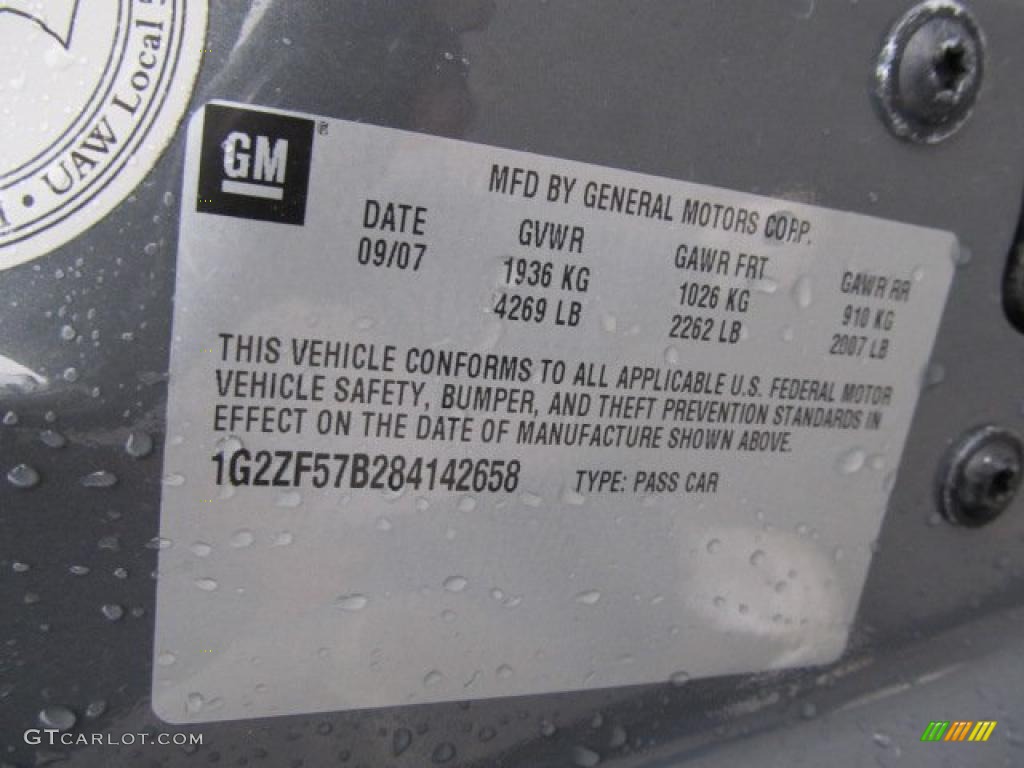 UAW Local
GM
®
MFD BY GENERAL MOTORS CORP.
DATE GVWR GAWR FRT GAWR RR
09/07 1936 KG 1026 KG 910 KG
4269 LB 2262 LB 2007 LB
THIS VEHICLE CONFORMS TO ALL APPLICABLE U.S. FEDERAL MOTOR
VEHICLE SAFETY, BUMPER, AND THEFT PREVENTION STANDARDS IN
EFFECT ON THE DATE OF MANUFACTURE SHOWN ABOVE.
1G2ZF57B284142658 TYPE: PASS CAR
GTCARLOT.COM